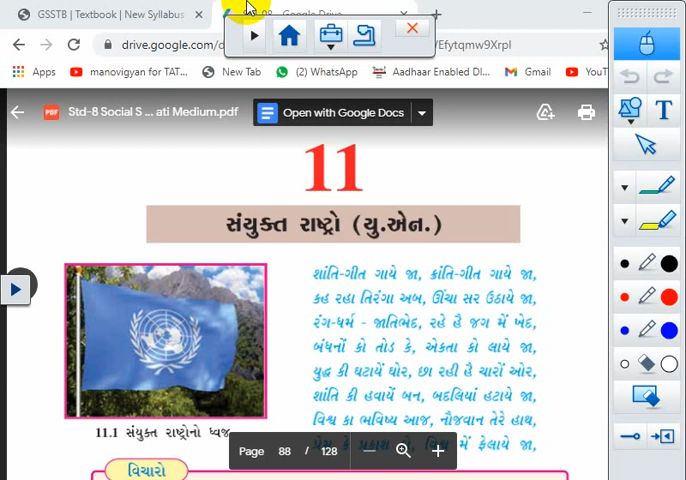 GSSTB | Textbook | New Syllabus
Google Drive
drive.google.com/d
Efytqmw9Xrpl
Apps
manovigyan for TAT...
New Tab
(2) WhatsApp
Aadhaar Enabled DI...
Gmail
YouT
Std-8 Social S ... ati Medium.pdf
Open with Google Docs
11
સંયુક્ત રાષ્ટ્રો (યુ.એન.)
શાંતિ-ગીત ગાયે જા, ક્રાંતિ-ગીત ગાયે જા,
કહ રહા તિરંગા અબ, ઊંચા સર ઉઠાયે જા,
રંગ-ધર્મ - જાતિભેદ, રહે હૈ જગ મેં ખેદ,
બંધનોં કો તોડ કે, એકતા કો લાયે જા,
યુદ્ધ કી ઘટાયેં ઘોર, છા રહી હૈ ચારોં ઓર,
શાંતિ કી હવાયેં બન, બદલિયાં હટાયે જા,
વિશ્વ કા ભવિષ્ય આજ, નૌજવાન તેરે હાથ,
પ્રેમ કે પ્રકાશ કો, વિશ્વ મેં ફેલાયે જા,
11.1 સંયુક્ત રાષ્ટ્રોનો ધ્વજ
Page 88 / 128
વિચારો